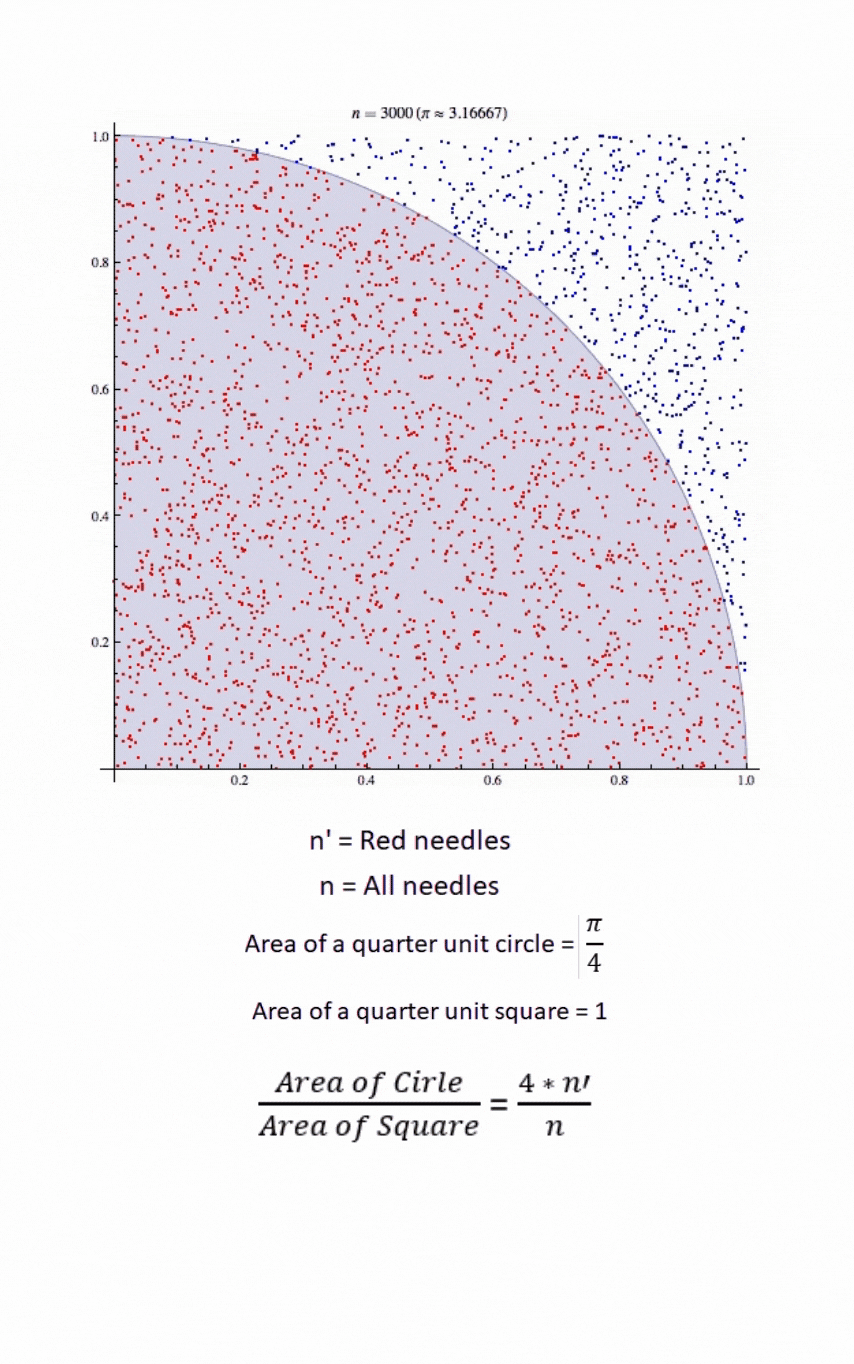 n = 3000 (π ≈ 3.16667)
1.0
0.8
0.6
0.4
0.2
0.2 0.4 0.6 0.8 1.0
n' = Red needles
n = All needles
Area of a quarter unit circle = π/4
Area of a quarter unit square = 1
Area of Cirle / Area of Square = 4 * n′ / n